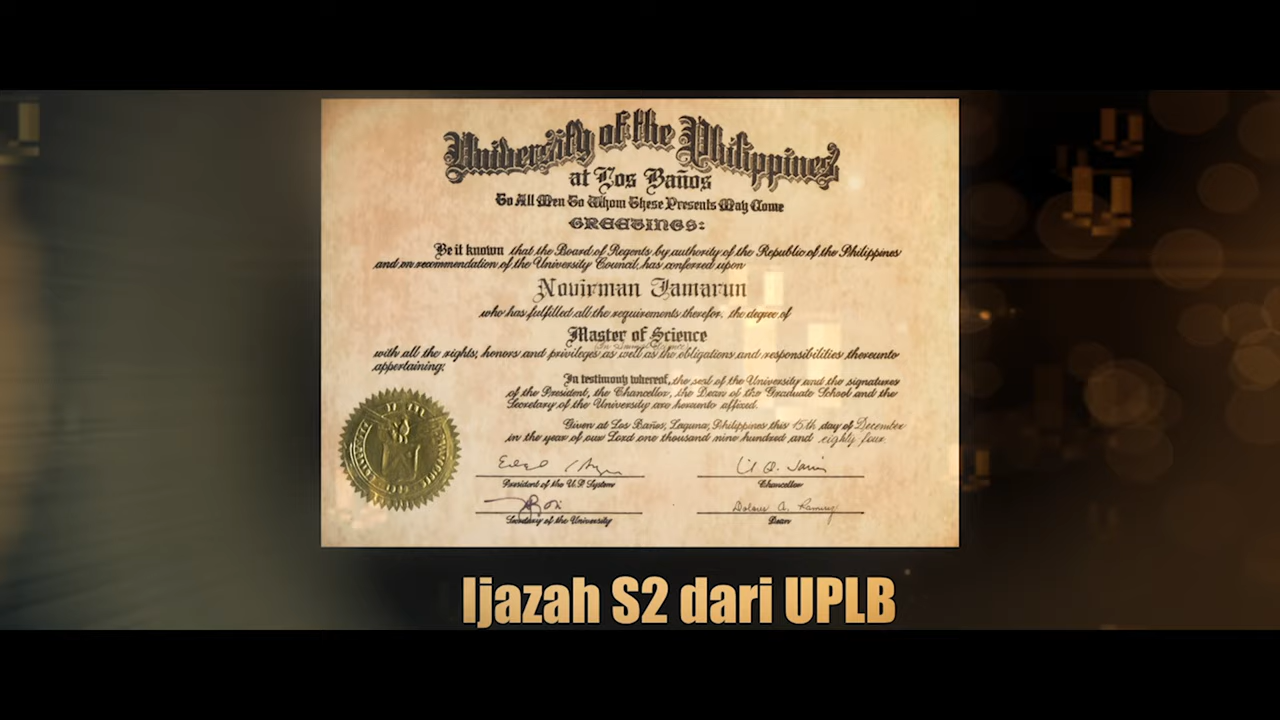 University of the Philippines
at Los Baños
To All Men To Whom These Presents May Come
GREETINGS:
Be it known that the Board of Regents by authority of the Republic of the Philippines
and on recommendation of the University Council, has conferred upon
Novirman Jamarun
who has fulfilled all the requirements therefor, the degree of
Master of Science
with all the rights, honors and privileges as well as the obligations and responsibilities thereunto
appertaining.
In testimony whereof, the seal of the University and the signatures
of the President, the Chancellor, the Dean of the Graduate School and the
Secretary of the University are hereunto affixed.
Given at Los Baños, Laguna, Philippines this 15th day of December
in the year of our Lord one thousand nine hundred and eighty four
President of the U.P. System
Chancellor
Dolores A. Ramirez
Secretary of the University
Dean
Ijazah S2 dari UPLB